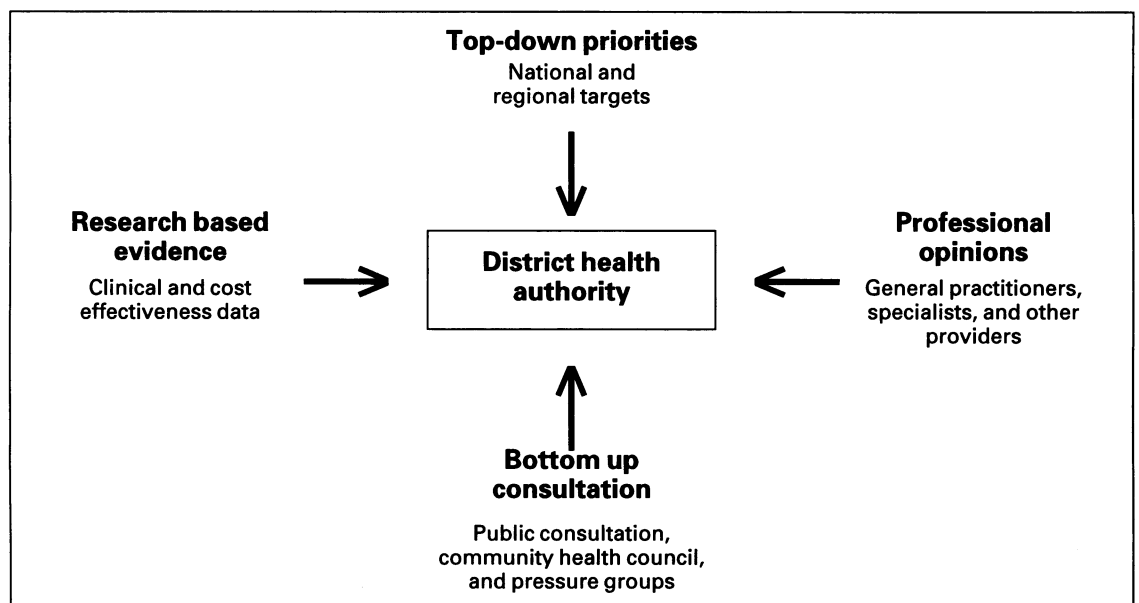 Top-down priorities
National and
regional targets
Research based
evidence
Clinical and cost
effectiveness data
District health
authority
Professional
opinions
General practitioners,
specialists, and other
providers
Bottom up
consultation
Public consultation,
community health council,
and pressure groups